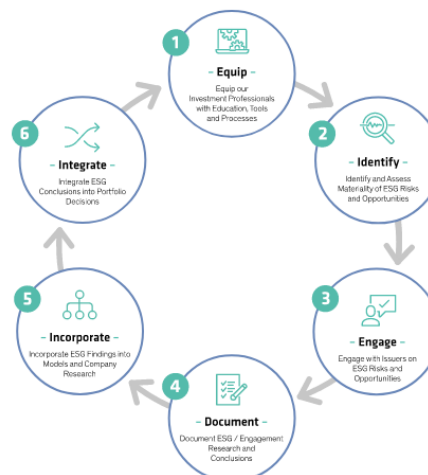 1
- Equip -
Equip our
Investment Professionals
with Education, Tools
and Processes
2
- Identify -
Identify and Assess
Materiality of ESG Risks
and Opportunities
3
- Engage -
Engage with Issuers on
ESG Risks and
Opportunities
4
- Document -
Document ESG / Engagement
Research and
Conclusions
5
- Incorporate -
Incorporate ESG Findings into
Models and Company
Research
6
- Integrate -
Integrate ESG
Conclusions into Portfolio
Decisions